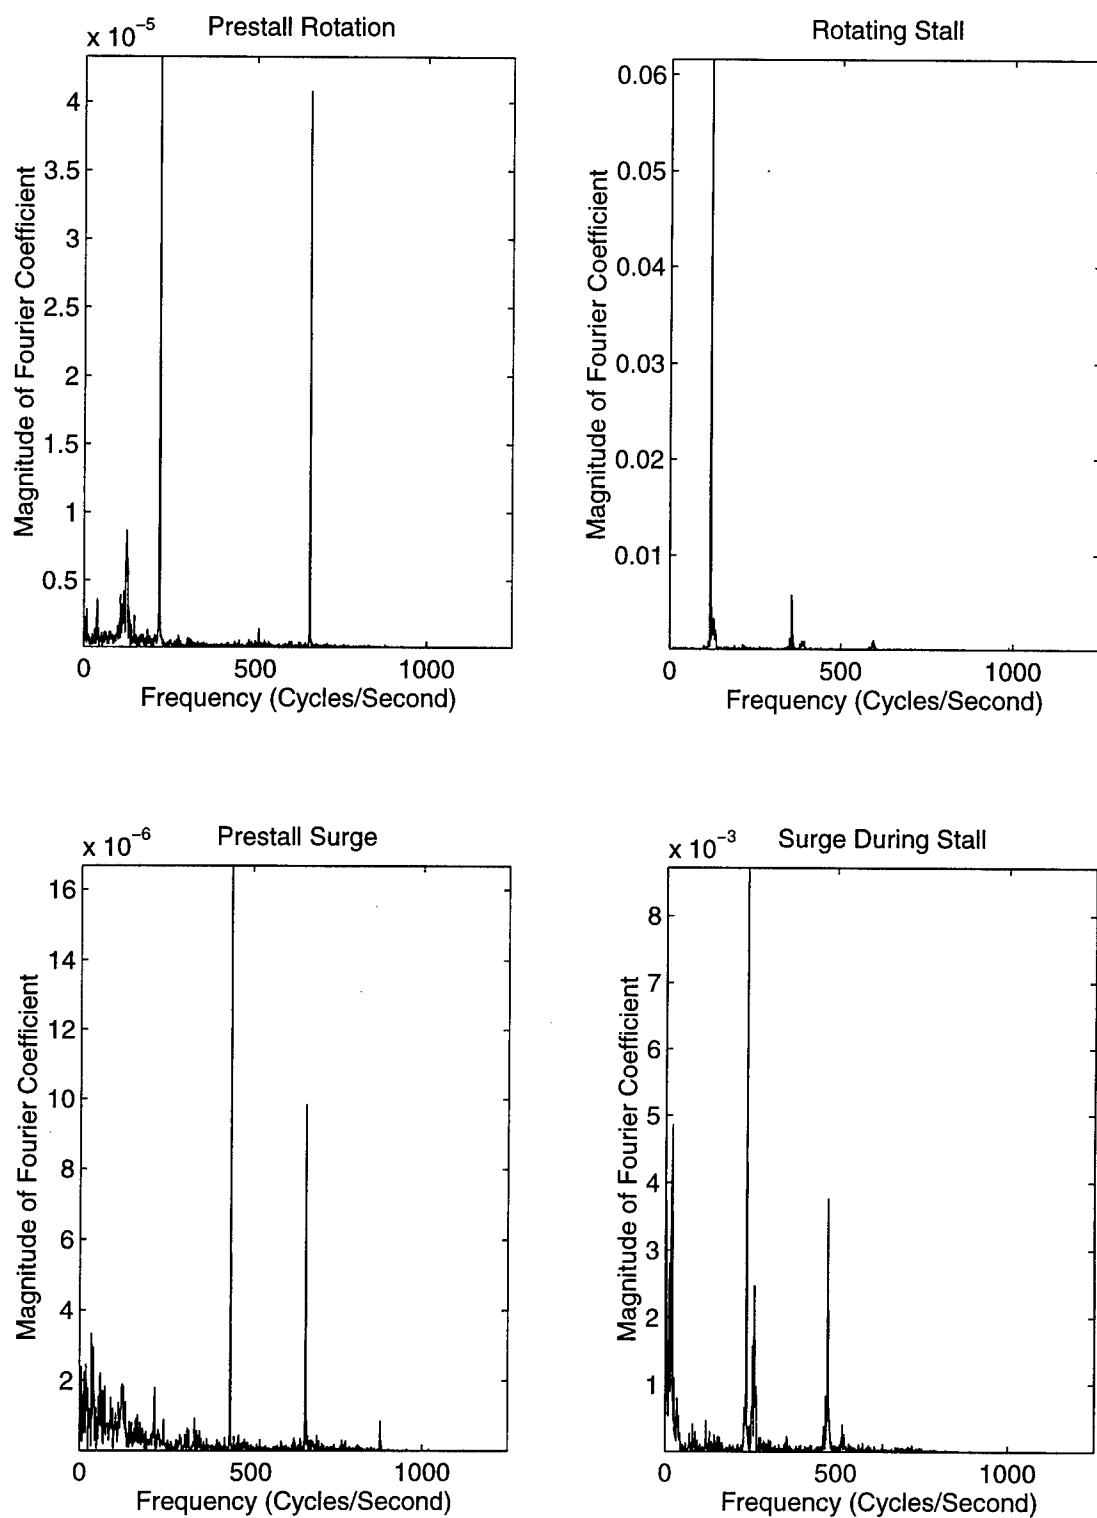 Prestall Rotation
x 10⁻⁵
4
3.5
3
2.5
2
1.5
1
0.5
Magnitude of Fourier Coefficient
0 500 1000
Frequency (Cycles/Second)
Rotating Stall
0.06
0.05
0.04
0.03
0.02
0.01
Magnitude of Fourier Coefficient
0 500 1000
Frequency (Cycles/Second)
Prestall Surge
x 10⁻⁶
16
14
12
10
8
6
4
2
Magnitude of Fourier Coefficient
0 500 1000
Frequency (Cycles/Second)
Surge During Stall
x 10⁻³
8
7
6
5
4
3
2
1
Magnitude of Fourier Coefficient
0 500 1000
Frequency (Cycles/Second)